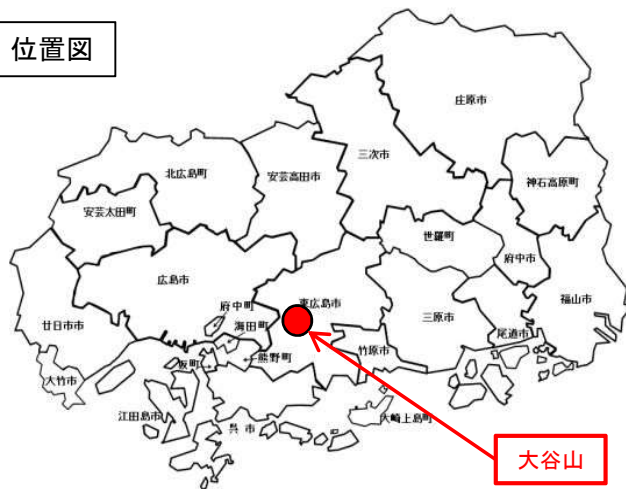 位置図
庄原市
三次市
北広島町
安芸高田市
神石高原町
安芸太田町
世羅町
府中市
広島市
東広島市
福山市
府中町
三原市
廿日市市
海田町
尾道市
竹原市
坂町
熊野町
大竹市
江田島市
大崎上島町
呉市
大谷山